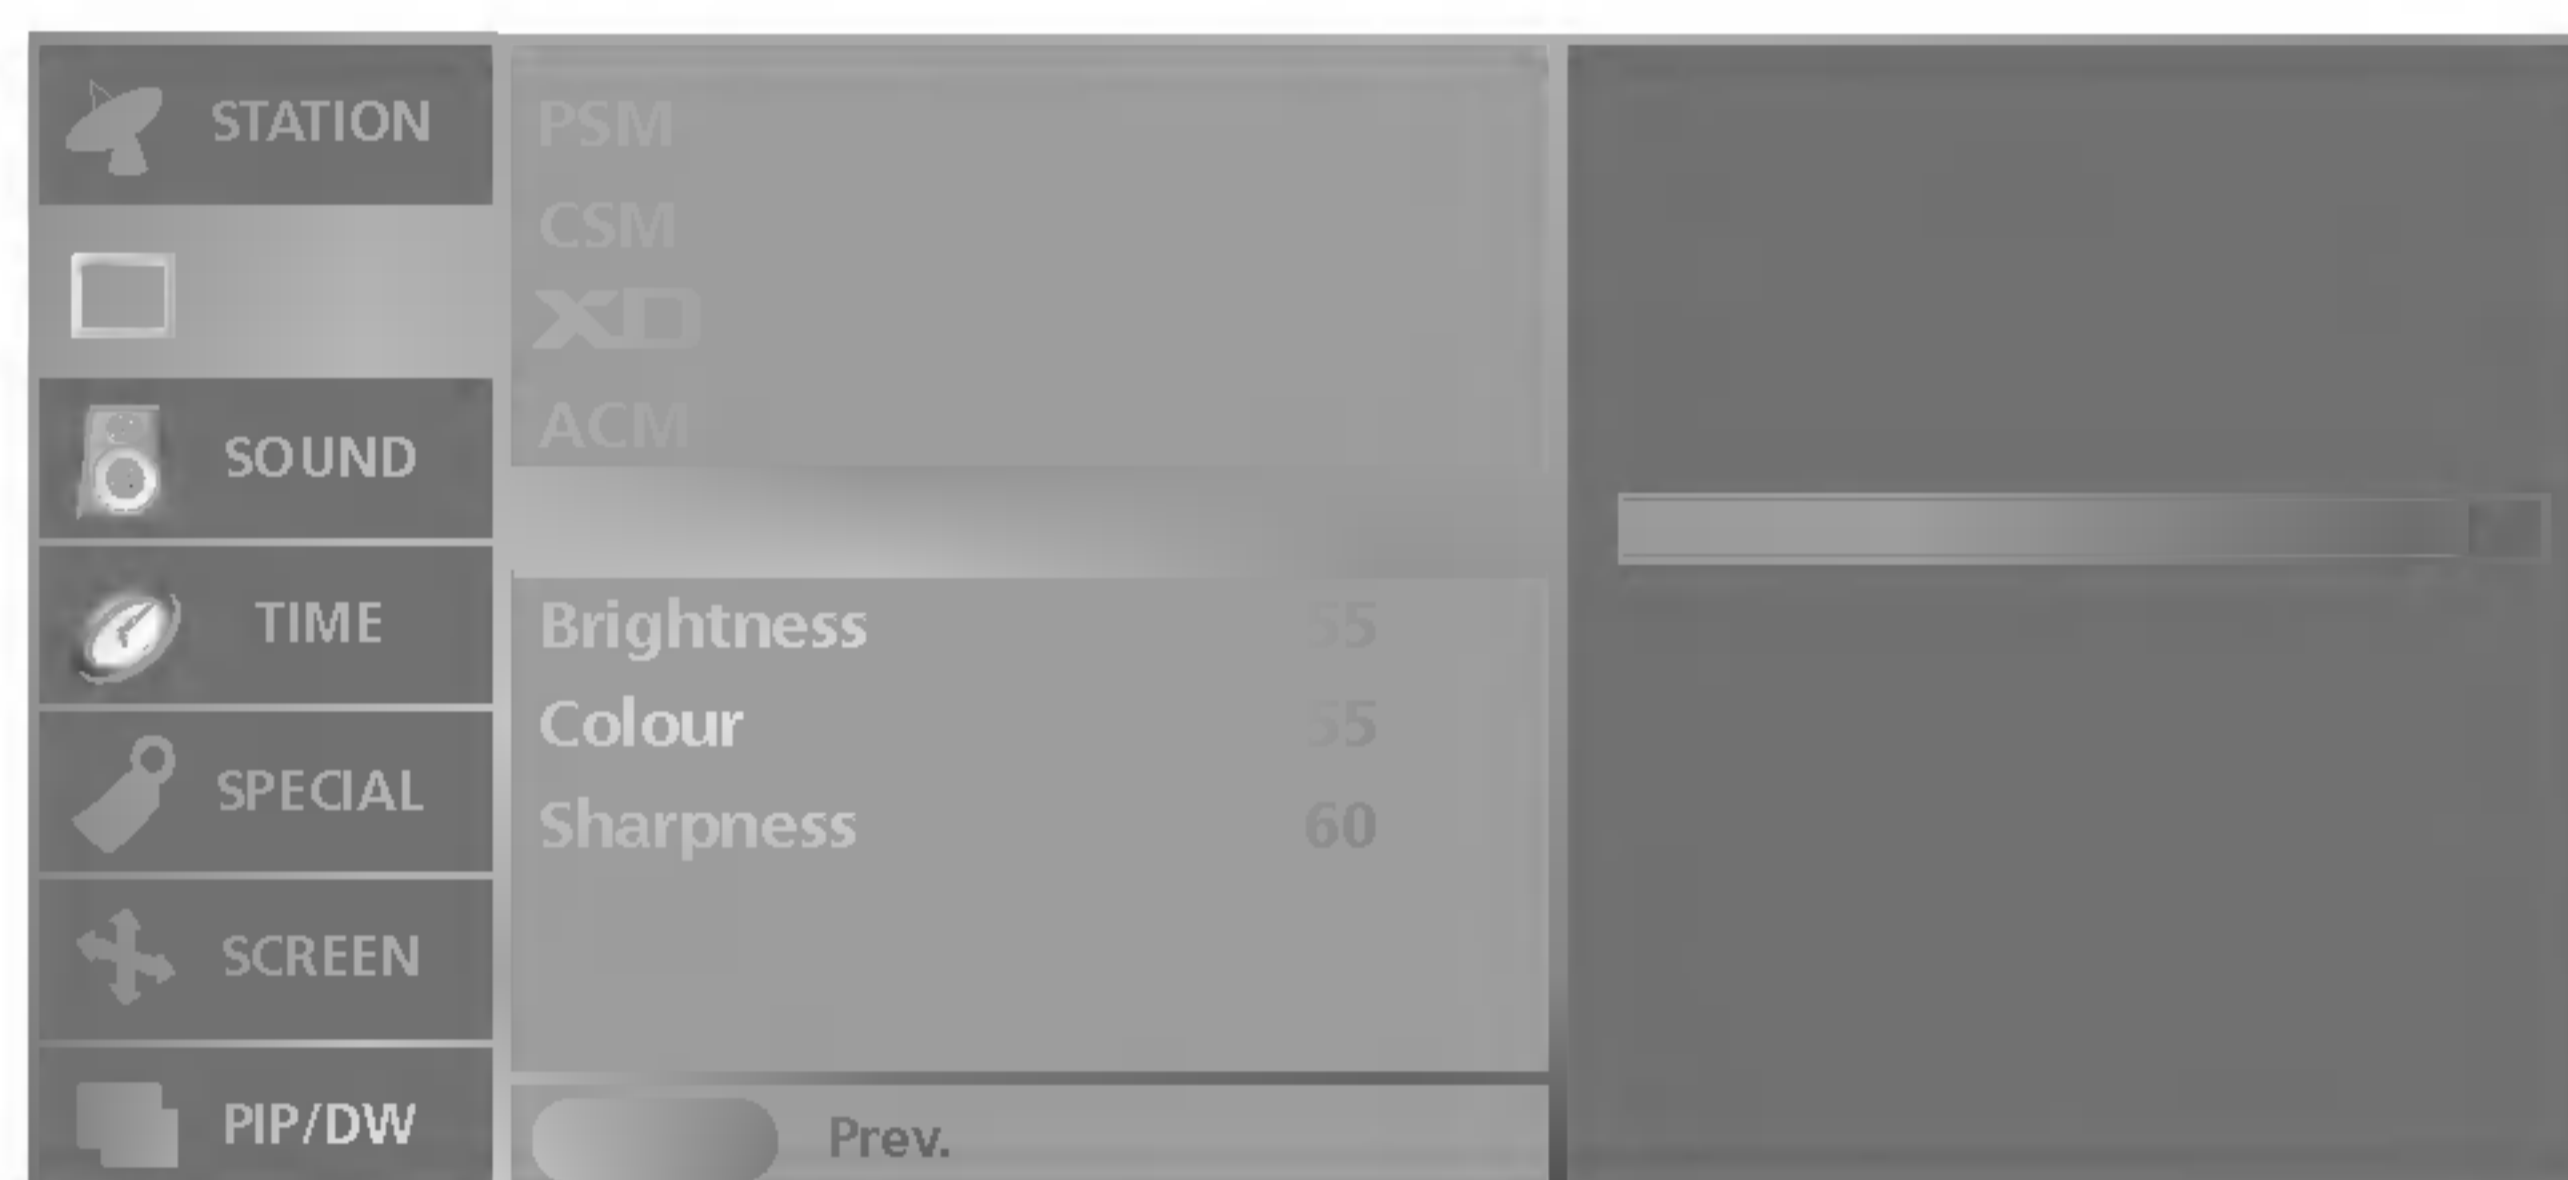 STATION
PSM
CSM
XD
ACM
SOUND
TIME
Brightness 55
Colour 55
SPECIAL
Sharpness 60
SCREEN
PIP/DW
Prev.